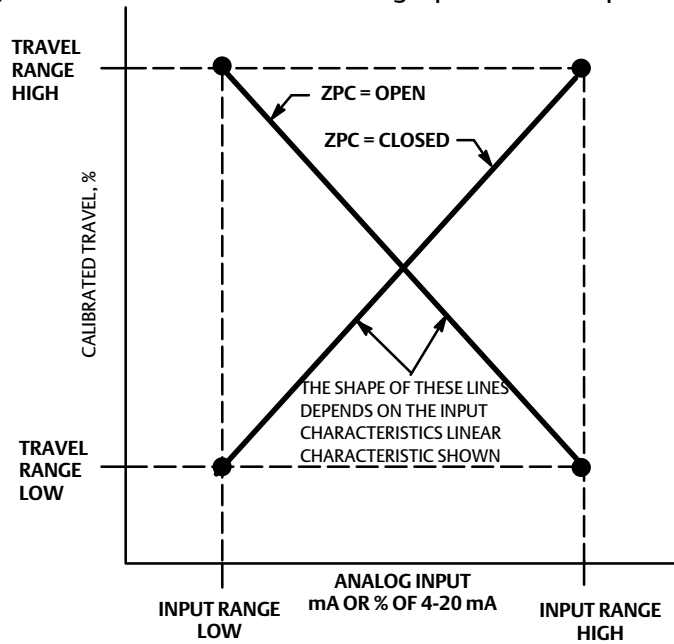 TRAVEL
RANGE
HIGH
ZPC = OPEN
ZPC = CLOSED
CALIBRATED TRAVEL, %
THE SHAPE OF THESE LINES
DEPENDS ON THE INPUT
CHARACTERISTICS LINEAR
CHARACTERISTIC SHOWN
TRAVEL
RANGE
LOW
ANALOG INPUT
mA OR % OF 4-20 mA
INPUT RANGE
LOW
INPUT RANGE
HIGH